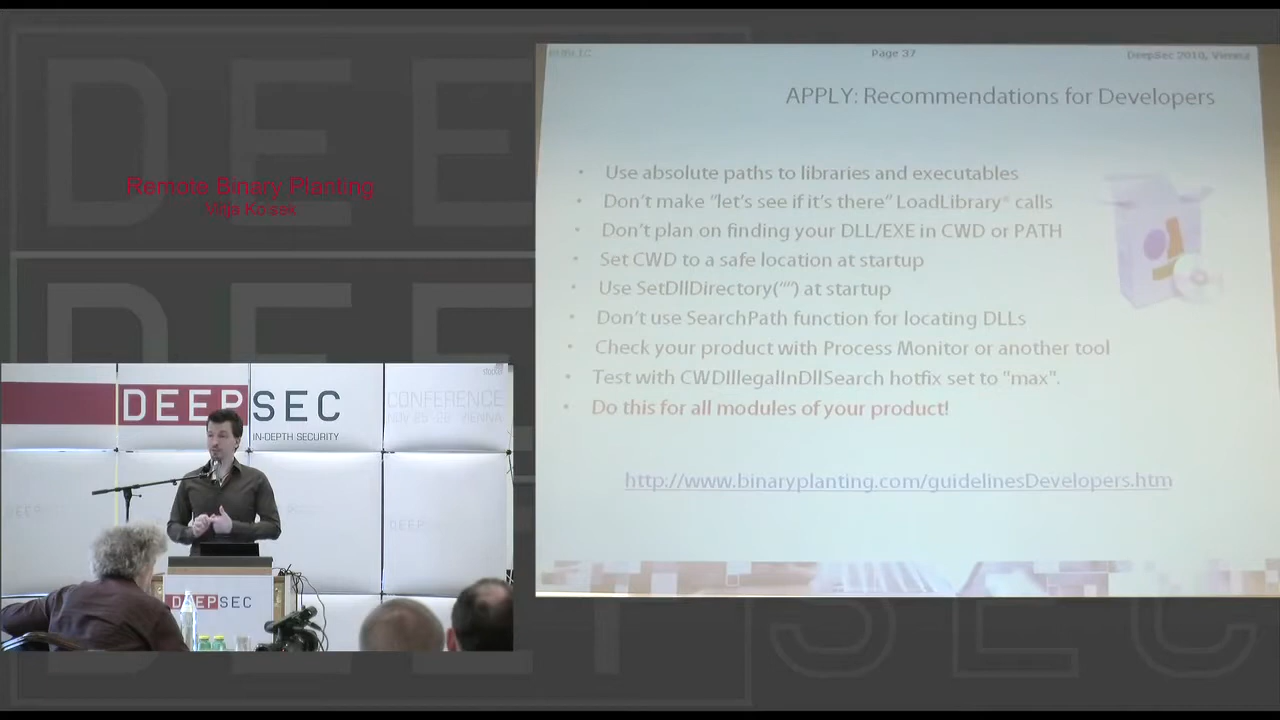 PUBLIC
Page 37
DeepSec 2010, Vienna
APPLY: Recommendations for Developers
Remote Binary Planting
• Use absolute paths to libraries and executables
• Don't make "let's see if it's there" LoadLibrary* calls
• Don't plan on finding your DLL/EXE in CWD or PATH
• Set CWD to a safe location at startup
• Use SetDllDirectory("") at startup
• Don't use SearchPath function for locating DLLs
• Check your product with Process Monitor or another tool
• Test with CWDIllegalInDllSearch hotfix set to "max".
• Do this for all modules of your product!
http://www.binaryplanting.com/guidelinesDevelopers.htm
DEEPSEC
IN-DEPTH SECURITY
CONFERENCE
DEEPSEC
DEEP
DEEP
SEC